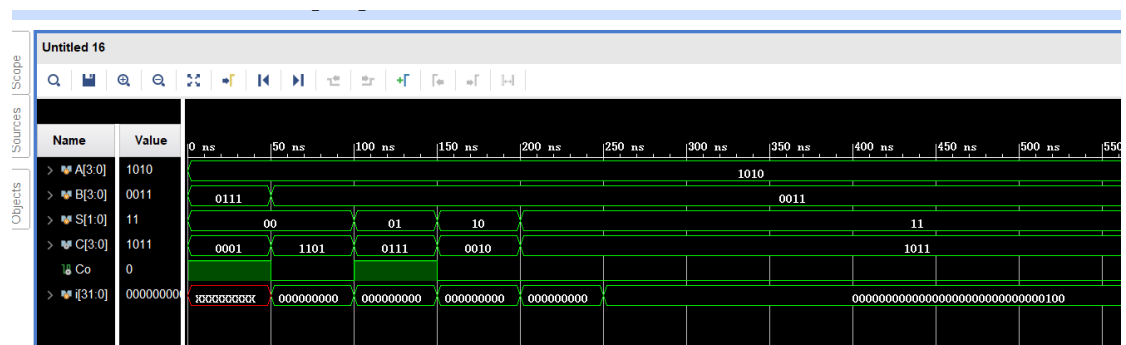 Untitled 16
Scope
Sources
Objects
Name Value
0 ns 50 ns 100 ns 150 ns 200 ns 250 ns 300 ns 350 ns 400 ns 450 ns 500 ns 550
A[3:0] 1010 1010
B[3:0] 0011 0111 0011
S[1:0] 11 00 01 10 11
C[3:0] 1011 0001 1101 0111 0010 1011
Co 0
i[31:0] 00000000 XXXXXXXXXX 000000000 000000000 000000000 000000000 00000000000000000000000000000100